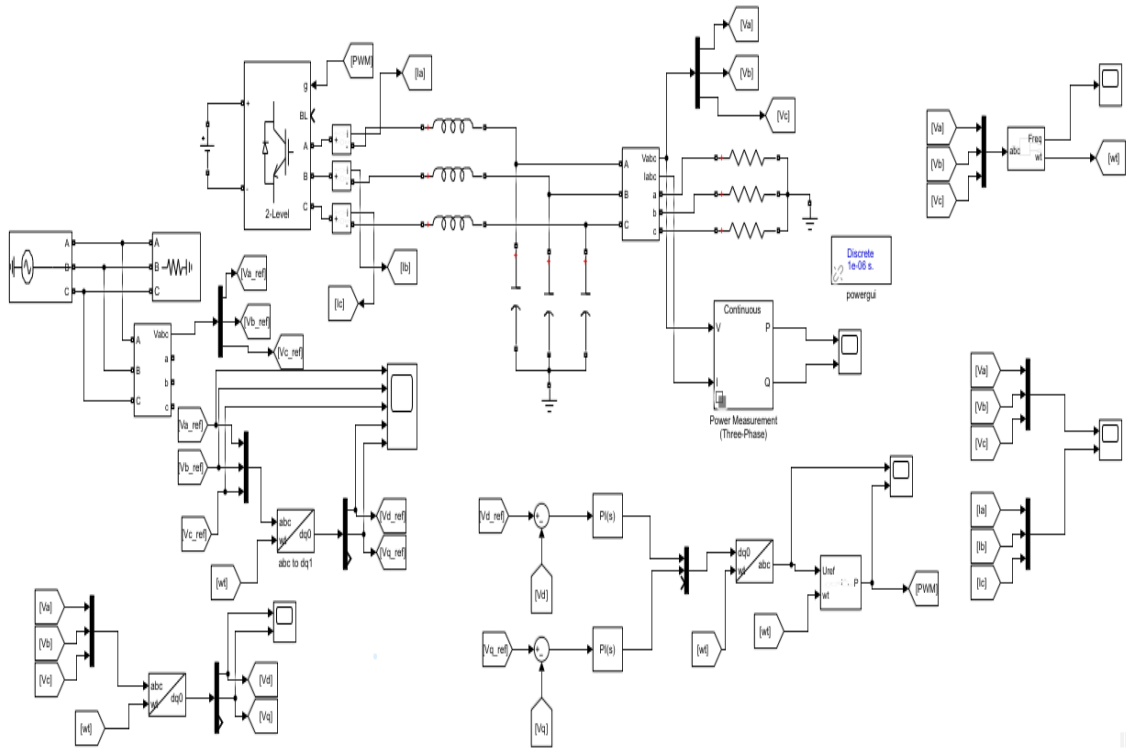 [PWM]
g
BL
A
B
C
+
-
2-Level
[Ia]
+
i
-
+
i
-
+
i
-
[Ib]
[Ic]
[Va]
[Vb]
[Vc]
A
B
C
Vabc
Iabc
a
b
c
[Va]
[Vb]
[Vc]
abc
Freq
wt
[wt]
Discrete
1e-06 s.
powergui
Continuous
V
I
P
Q
Power Measurement
(Three-Phase)
A
B
C
A
B
C
A
B
C
Vabc
a
b
c
[Va_ref]
[Vb_ref]
[Vc_ref]
[Va_ref]
[Vb_ref]
[Vc_ref]
[wt]
abc
wt
dq0
abc to dq1
[Vd_ref]
[Vq_ref]
[Va]
[Vb]
[Vc]
[wt]
abc
wt
dq0
[Vd]
[Vq]
[Vd_ref]
[Vd]
PI(s)
[Vq_ref]
[Vq]
PI(s)
[wt]
dq0
wt
abc
[wt]
Uref
wt
P
[PWM]
[Va]
[Vb]
[Vc]
[Ia]
[Ib]
[Ic]